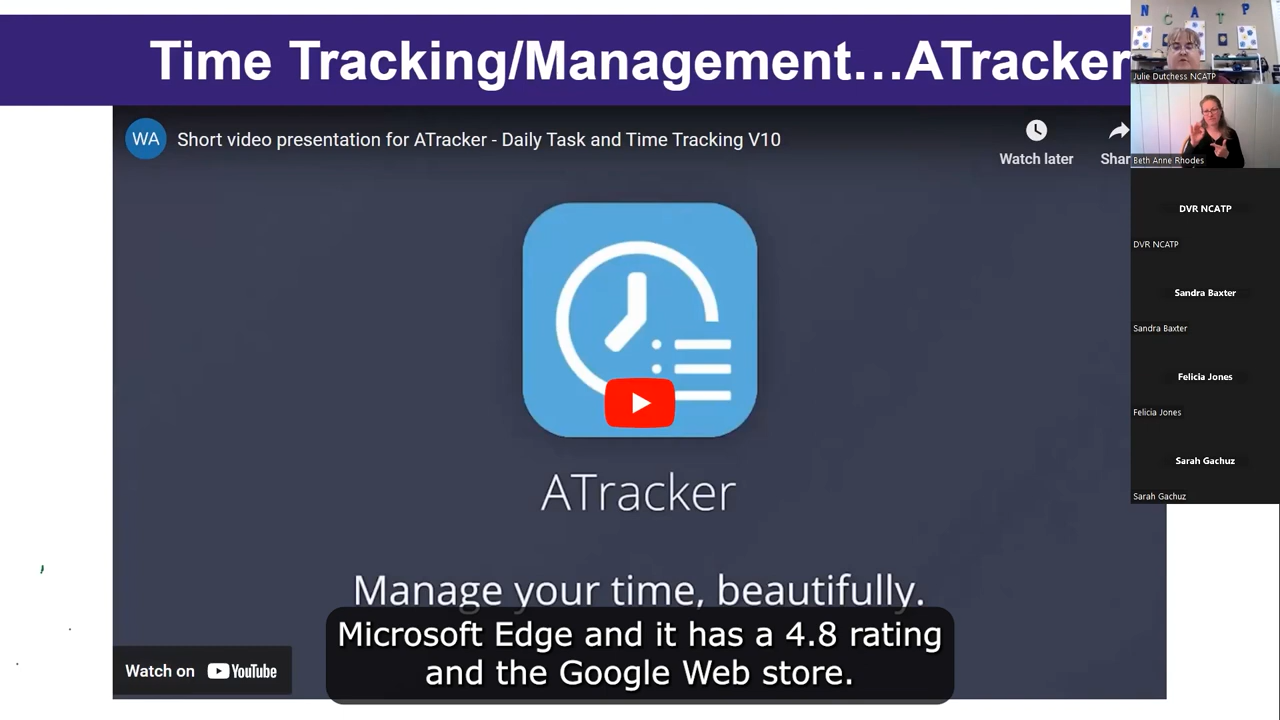 Time Tracking/Management…ATracker
WA
Short video presentation for ATracker - Daily Task and Time Tracking V10
Watch later
Shar
ATracker
Manage your time, beautifully.
Microsoft Edge and it has a 4.8 rating
and the Google Web store.
Watch on YouTube
N C A T P
Julie Dutchess NCATP
Beth Anne Rhodes
DVR NCATP
DVR NCATP
Sandra Baxter
Sandra Baxter
Felicia Jones
Felicia Jones
Sarah Gachuz
Sarah Gachuz